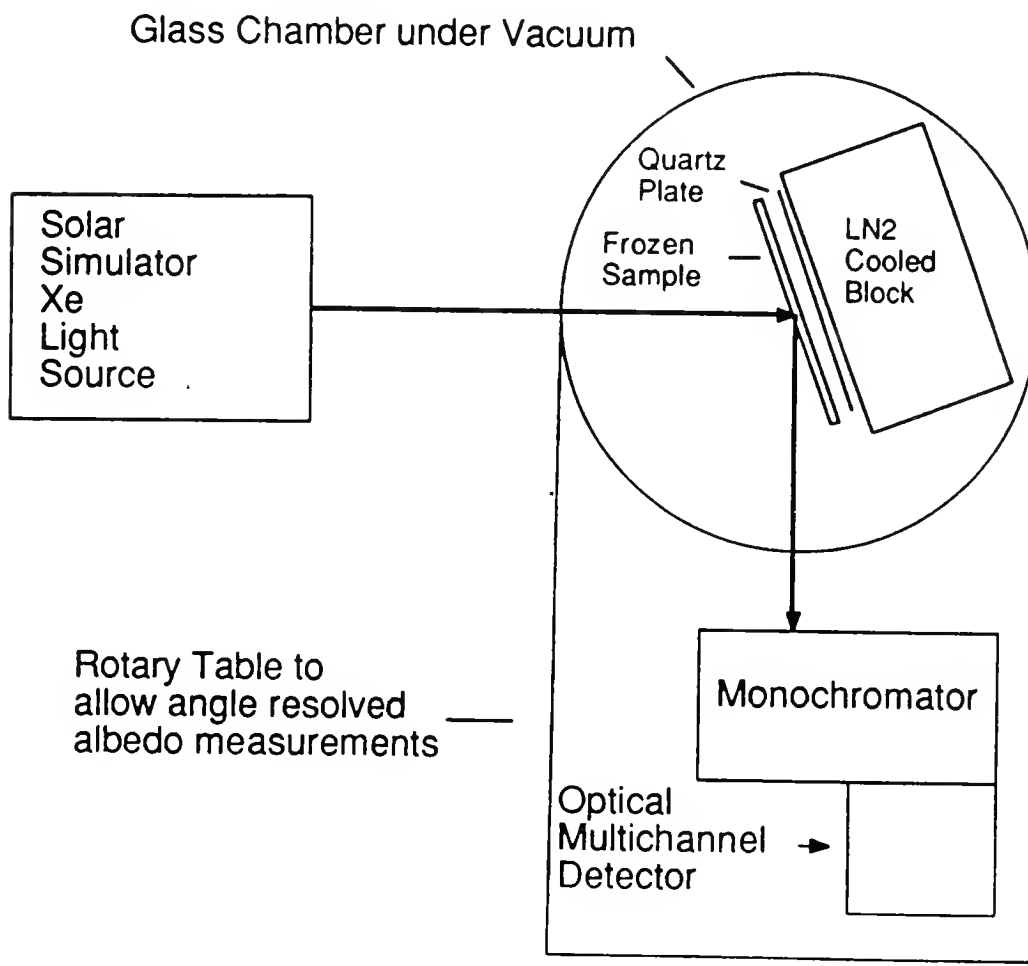 Glass Chamber under Vacuum
Solar
Simulator
Xe
Light
Source
Quartz
Plate
Frozen
Sample
LN2
Cooled
Block
Rotary Table to
allow angle resolved
albedo measurements
Monochromator
Optical
Multichannel
Detector